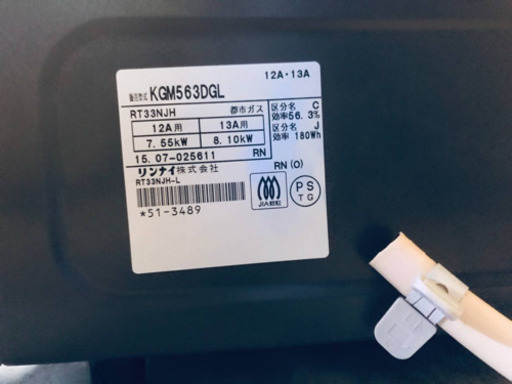 12A・13A
販売型式 KGM563DGL
RT33NJH 都市ガス
12A用 13A用
7.55kW 8.10kW
区分名 C
効率56.3%
区分名 J
効率 180Wh
15.07-025611 RN
リンナイ株式会社 RN (O)
RT33NJH-L
*51-3489
JIA認証
PS
TG